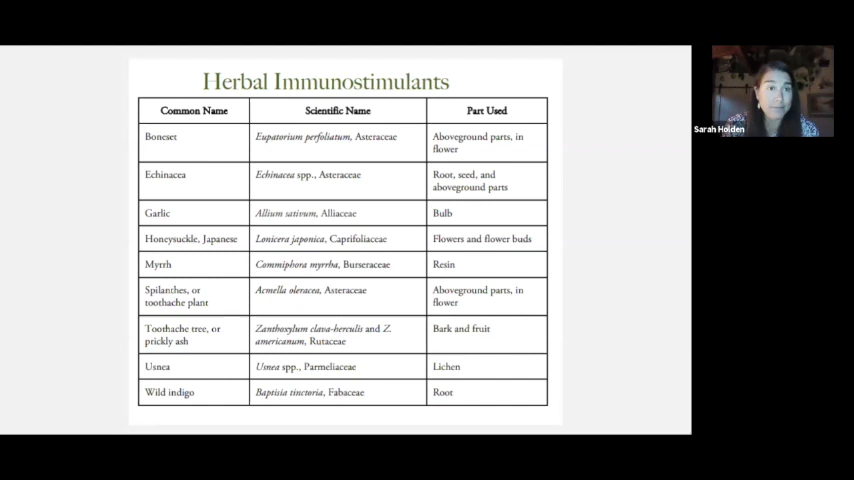 Herbal Immunostimulants
Common Name Scientific Name Part Used
Boneset Eupatorium perfoliatum, Asteraceae Aboveground parts, in
flower
Echinacea Echinacea spp., Asteraceae Root, seed, and
aboveground parts
Garlic Allium sativum, Alliaceae Bulb
Honeysuckle, Japanese Lonicera japonica, Caprifoliaceae Flowers and flower buds
Myrrh Commiphora myrrha, Burseraceae Resin
Spilanthes, or Acmella oleracea, Asteraceae Aboveground parts, in
toothache plant flower
Toothache tree, or Zanthoxylum clava-herculis and Z. Bark and fruit
prickly ash americanum, Rutaceae
Usnea Usnea spp., Parmeliaceae Lichen
Wild indigo Baptisia tinctoria, Fabaceae Root
Sarah Holden